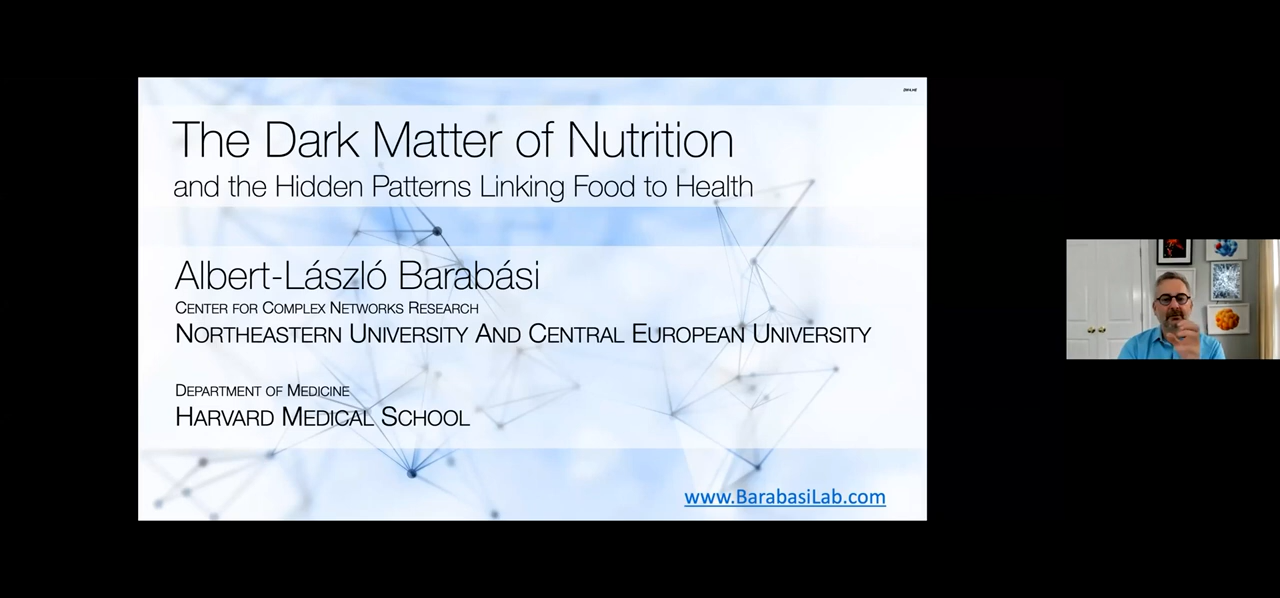 The Dark Matter of Nutrition
and the Hidden Patterns Linking Food to Health
Albert-László Barabási
CENTER FOR COMPLEX NETWORKS RESEARCH
NORTHEASTERN UNIVERSITY AND CENTRAL EUROPEAN UNIVERSITY
DEPARTMENT OF MEDICINE
HARVARD MEDICAL SCHOOL
www.BarabasiLab.com